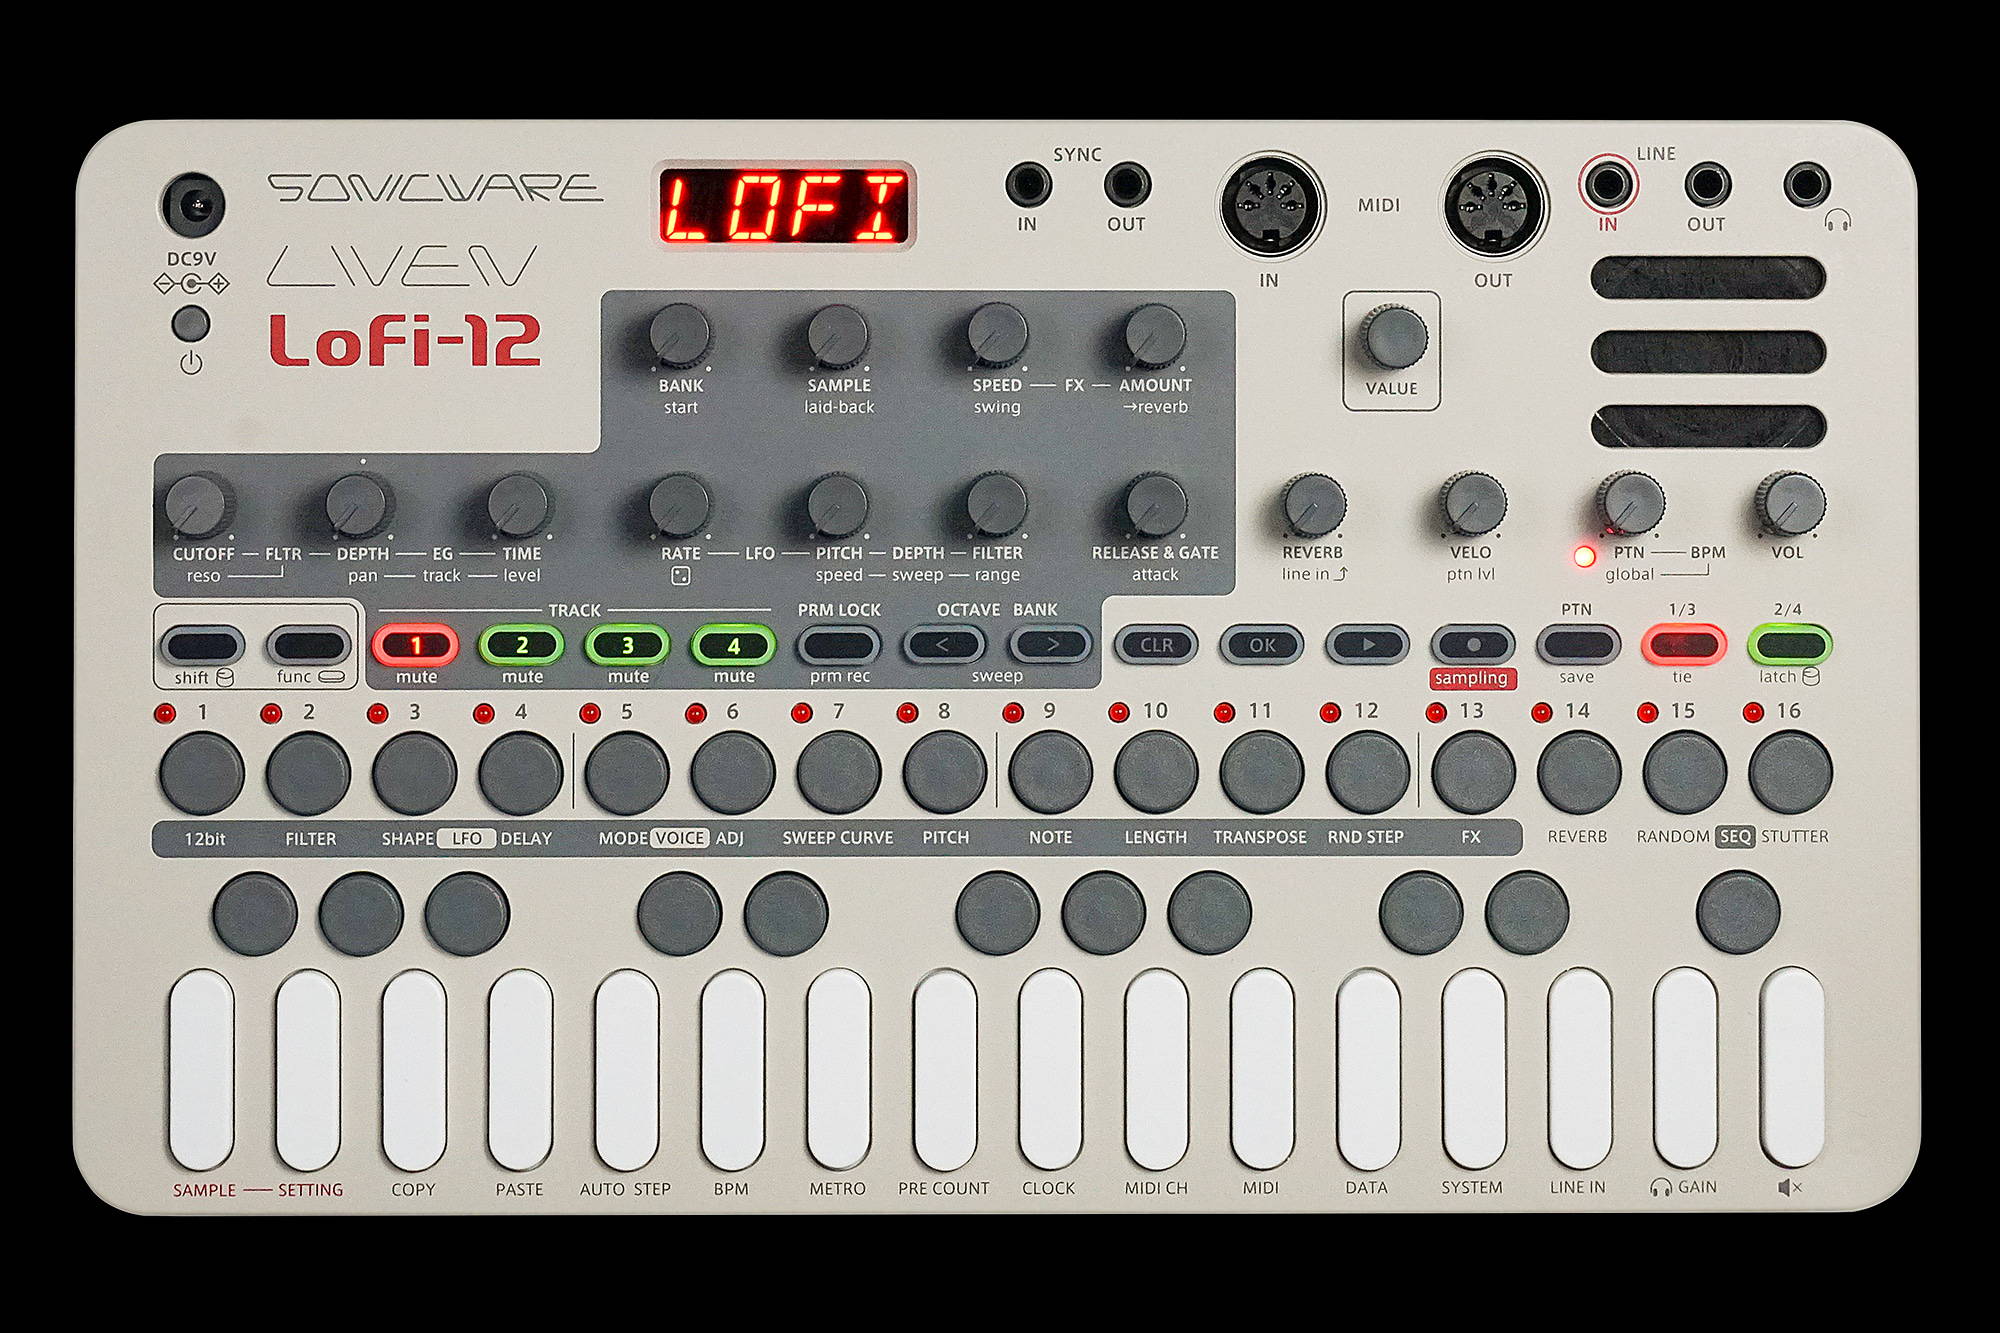 SYNC
LINE
SONICWARE
LOFI
IN
OUT
MIDI
IN
OUT
DC9V
LIVEN
IN
OUT
LoFi-12
BANK
SAMPLE
SPEED — FX — AMOUNT
VALUE
start
laid-back
swing
→reverb
CUTOFF — FLTR — DEPTH — EG — TIME
RATE — LFO — PITCH — DEPTH — FILTER
RELEASE & GATE
REVERB
VELO
PTN — BPM
VOL
reso
pan — track — level
speed — sweep — range
attack
line in
ptn lvl
global
TRACK
PRM LOCK
OCTAVE BANK
PTN
1/3
2/4
1
2
3
4
<
>
CLR
OK
shift
func
mute
mute
mute
mute
prm rec
sweep
sampling
save
tie
latch
1 2 3 4 5 6 7 8 9 10 11 12 13 14 15 16
12bit
FILTER
SHAPE LFO DELAY
MODE VOICE ADJ
SWEEP CURVE
PITCH
NOTE
LENGTH
TRANSPOSE
RND STEP
FX
REVERB
RANDOM SEQ STUTTER
SAMPLE — SETTING
COPY
PASTE
AUTO STEP
BPM
METRO
PRE COUNT
CLOCK
MIDI CH
MIDI
DATA
SYSTEM
LINE IN
GAIN